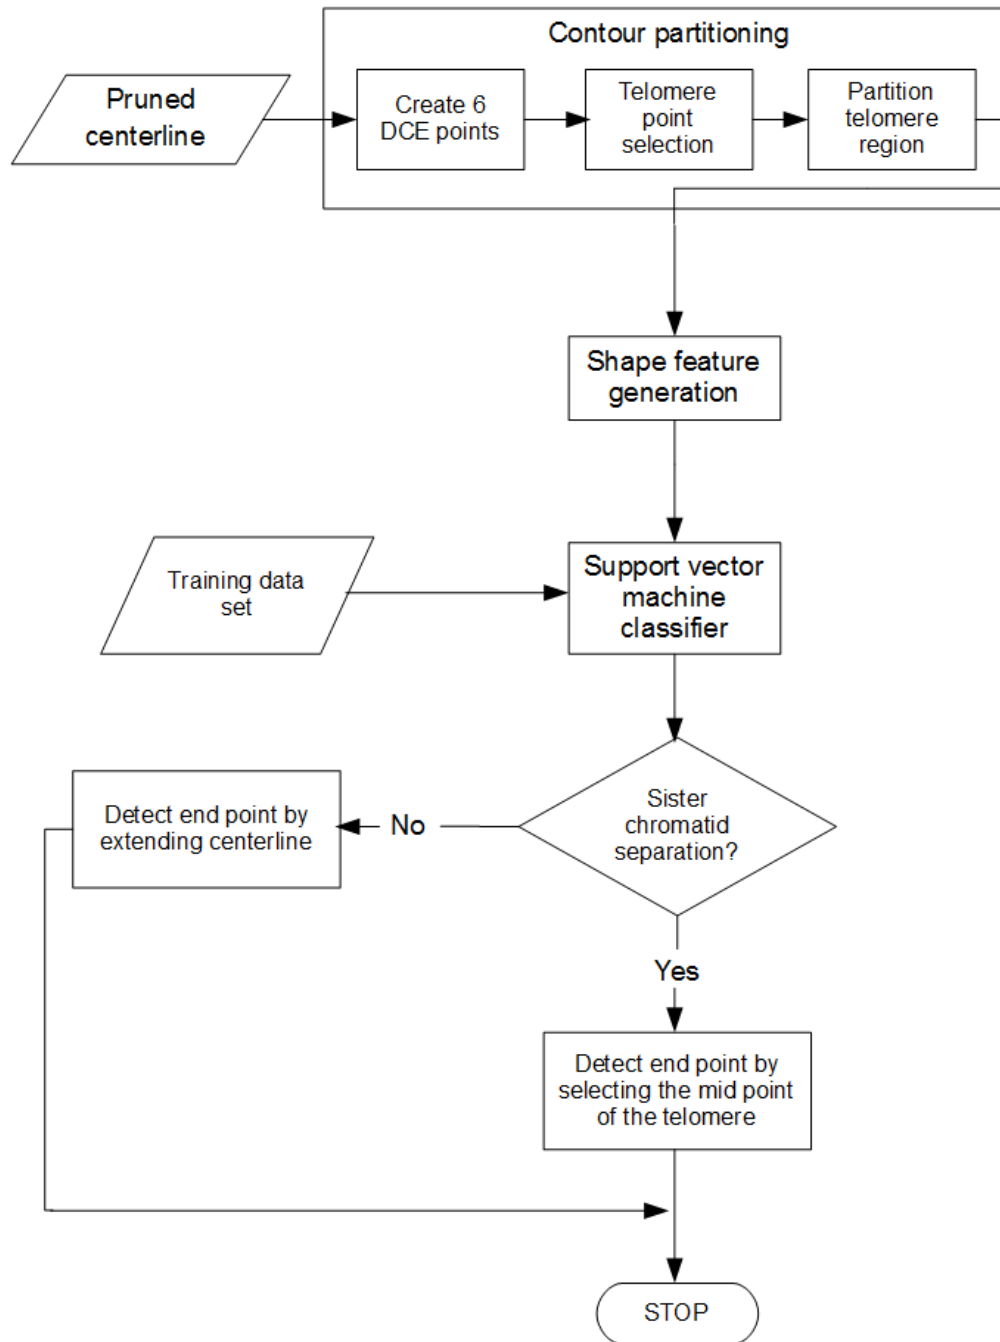 Contour partitioning
Pruned
centerline
Create 6
DCE points
Telomere
point
selection
Partition
telomere
region
Shape feature
generation
Training data
set
Support vector
machine
classifier
Sister
chromatid
separation?
No
Detect end point by
extending centerline
Yes
Detect end point by
selecting the mid point
of the telomere
STOP